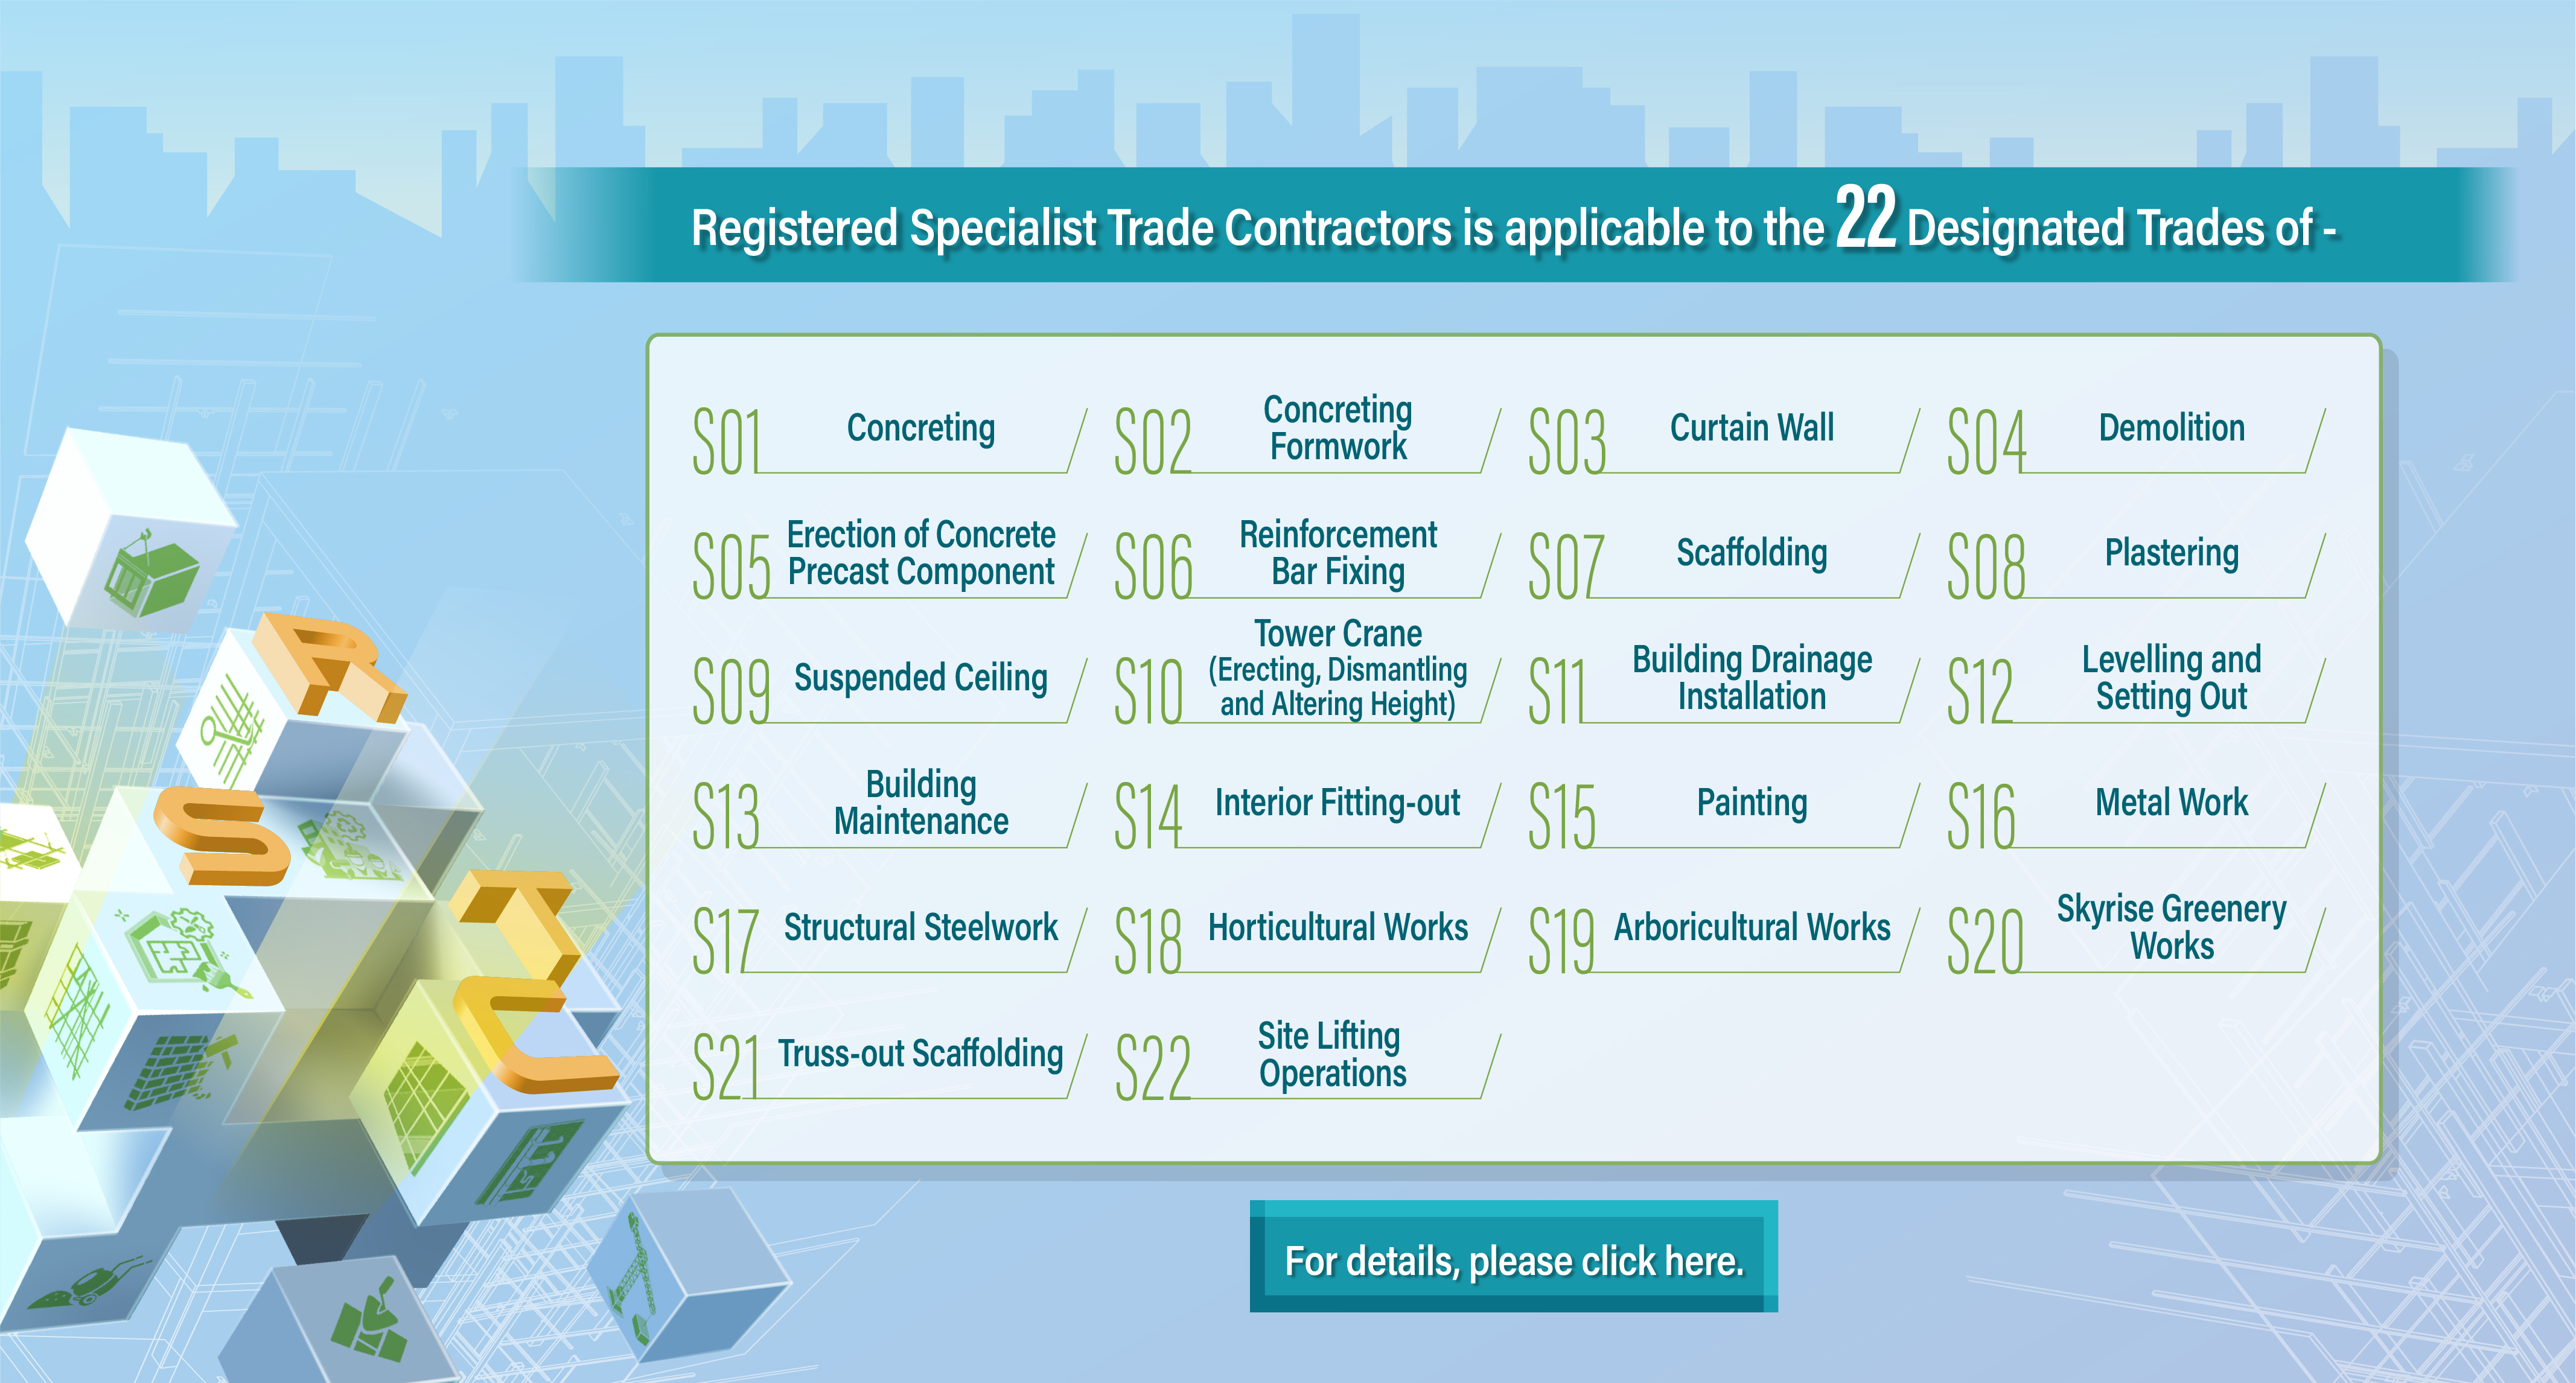 Registered Specialist Trade Contractors is applicable to the 22 Designated Trades of -
S01 Concreting
S02 Concreting
Formwork
S03 Curtain Wall
S04 Demolition
S05 Erection of Concrete
Precast Component
S06 Reinforcement
Bar Fixing
S07 Scaffolding
S08 Plastering
S09 Suspended Ceiling
S10 Tower Crane
(Erecting, Dismantling
and Altering Height)
S11 Building Drainage
Installation
S12 Levelling and
Setting Out
S13 Building
Maintenance
S14 Interior Fitting-out
S15 Painting
S16 Metal Work
S17 Structural Steelwork
S18 Horticultural Works
S19 Arboricultural Works
S20 Skyrise Greenery
Works
S21 Truss-out Scaffolding
S22 Site Lifting
Operations
R
S
T
C
For details, please click here.